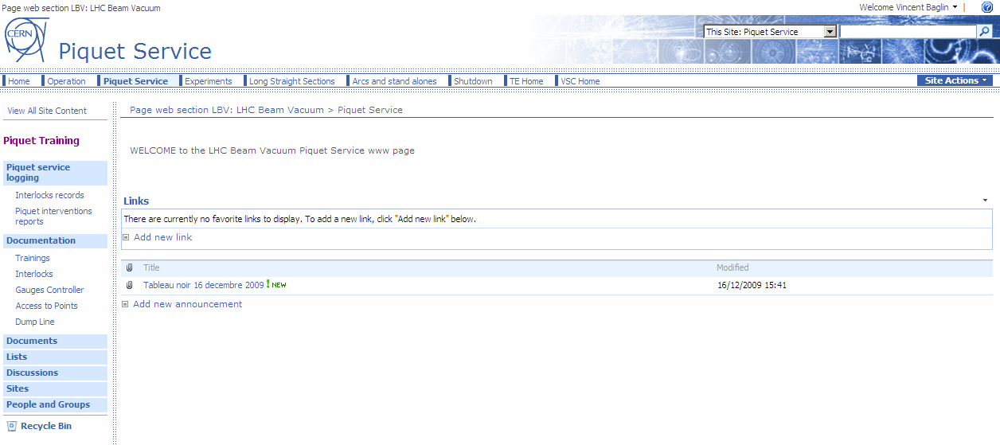 Page web section LBV: LHC Beam Vacuum
Welcome Vincent Baglin
CERN
Piquet Service
This Site: Piquet Service
Home
Operation
Piquet Service
Experiments
Long Straight Sections
Arcs and stand alones
Shutdown
TE Home
VSC Home
Site Actions
View All Site Content
Page web section LBV: LHC Beam Vacuum > Piquet Service
Piquet Training
WELCOME to the LHC Beam Vacuum Piquet Service www page
Piquet service
logging
Interlocks records
Piquet interventions
reports
Documentation
Trainings
Interlocks
Gauges Controller
Access to Points
Dump Line
Documents
Lists
Discussions
Sites
People and Groups
Recycle Bin
Links
There are currently no favorite links to display. To add a new link, click "Add new link" below.
Add new link
Title Modified
Tableau noir 16 decembre 2009 ! NEW 16/12/2009 15:41
Add new announcement